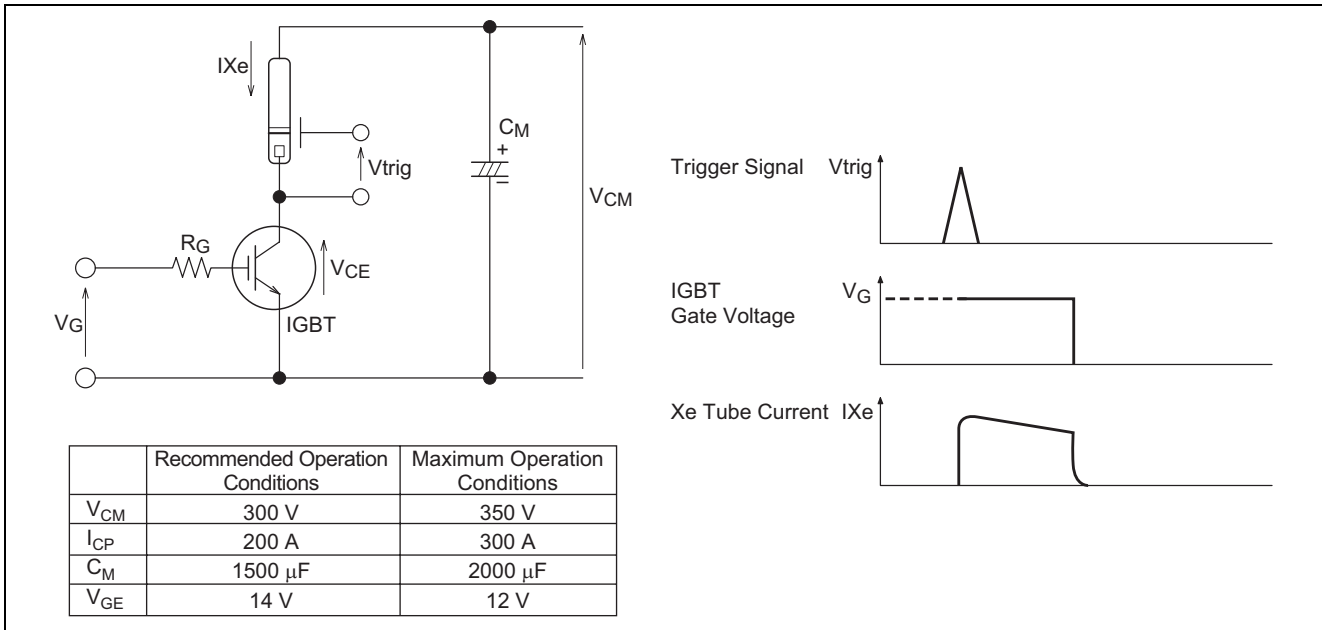 IXe
Vtrig
CM
+
–
VCM
RG
VCE
IGBT
VG
Recommended Operation Conditions
Maximum Operation Conditions
VCM 300 V 350 V
ICP 200 A 300 A
CM 1500 μF 2000 μF
VGE 14 V 12 V
Trigger Signal Vtrig
IGBT Gate Voltage VG
Xe Tube Current IXe